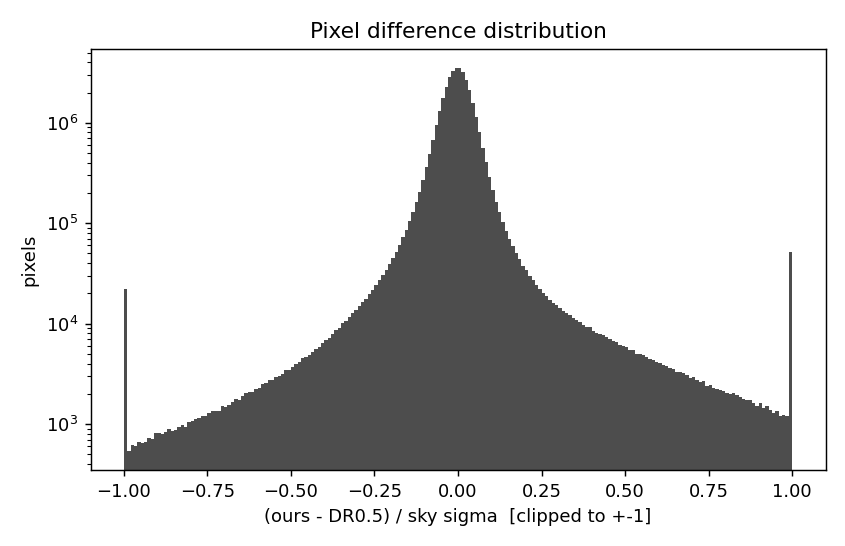 Pixel difference distribution
pixels
10^6
10^5
10^4
10^3
−1.00 −0.75 −0.50 −0.25 0.00 0.25 0.50 0.75 1.00
(ours - DR0.5) / sky sigma [clipped to +-1]